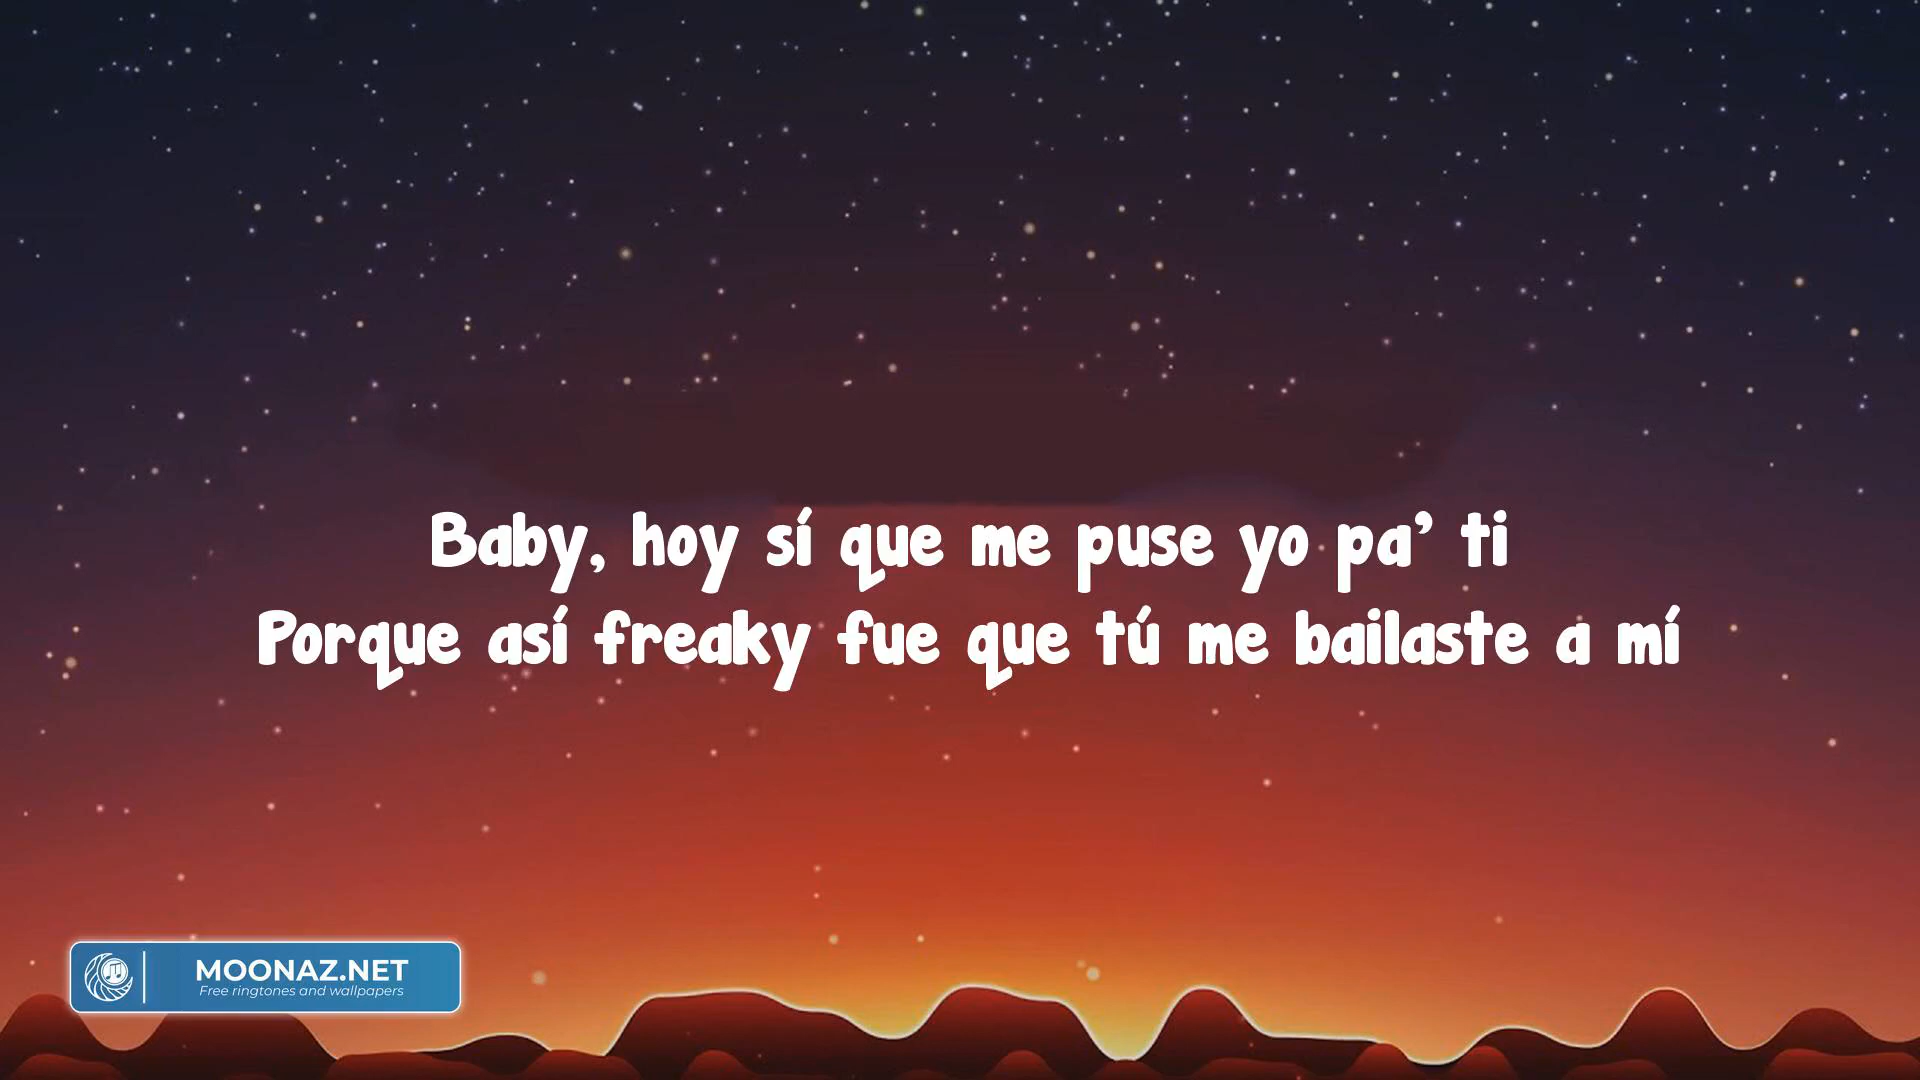 Baby, hoy sí que me puse yo pa’ ti
Porque así freaky fue que tú me bailaste a mí
MOONAZ.NET
Free ringtones and wallpapers